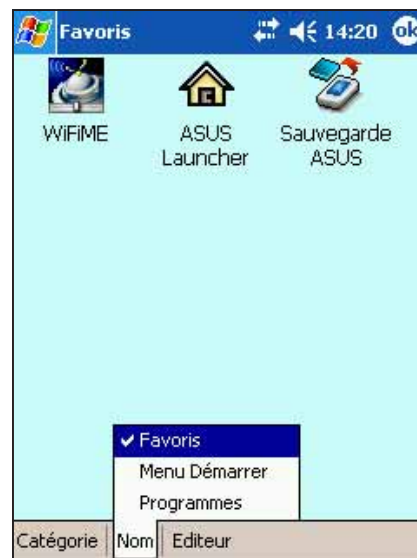 Favoris 14:20 ok
WiFiME
ASUS Launcher
Sauvegarde ASUS
Favoris
Menu Démarrer
Programmes
Catégorie Nom Editeur